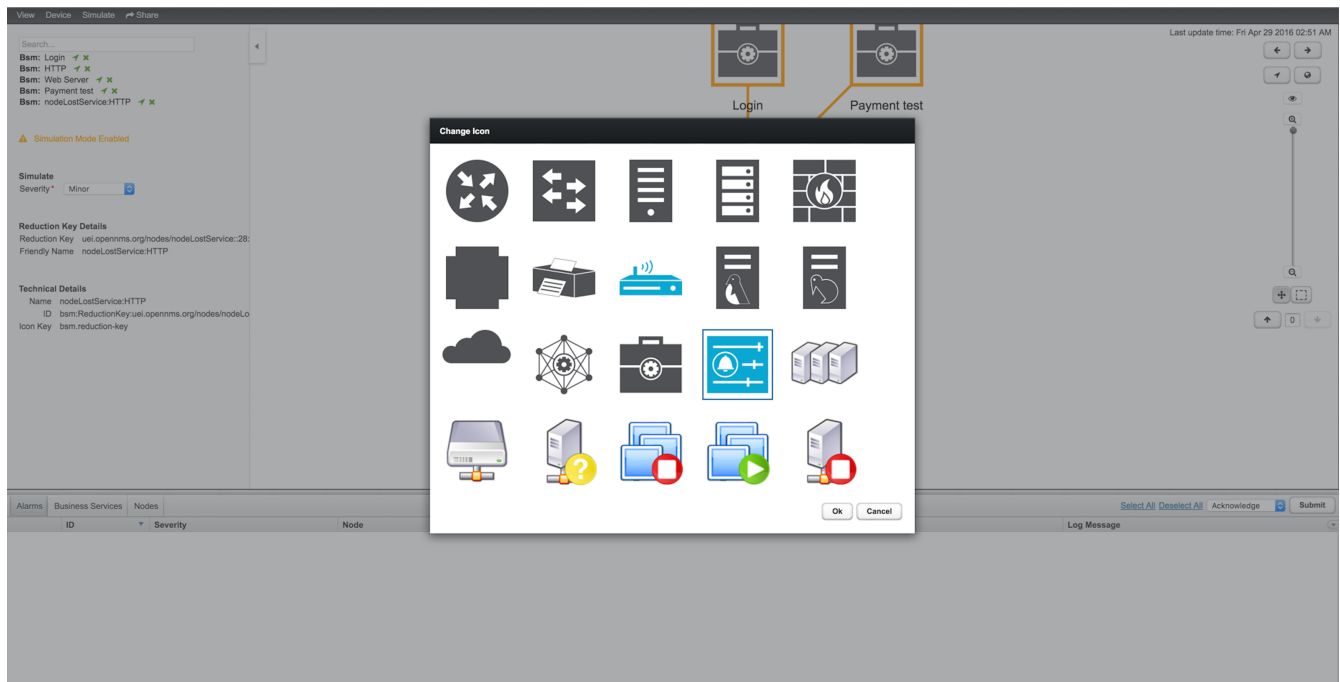 View Device Simulate Share
Last update time: Fri Apr 29 2016 02:51 AM
Search...
Bsm: Login
Bsm: HTTP
Bsm: Web Server
Bsm: Payment test
Bsm: nodeLostService:HTTP
Login
Payment test
Simulation Mode Enabled
Simulate
Severity* Minor
Reduction Key Details
Reduction Key uei.opennms.org/nodes/nodeLostService::28:
Friendly Name nodeLostService:HTTP
Technical Details
Name nodeLostService:HTTP
ID bsm:ReductionKey:uei.opennms.org/nodes/nodeLo
Icon Key bsm.reduction-key
0
Change Icon
?
Ok Cancel
Alarms Business Services Nodes
Select All Deselect All Acknowledge Submit
ID Severity Node Log Message